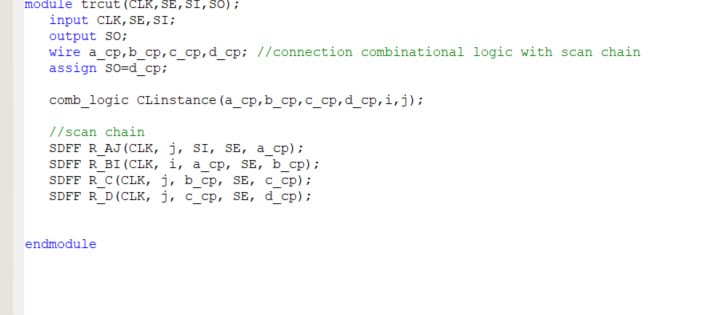 module trcut(CLK,SE,SI,SO);
input CLK,SE,SI;
output SO;
wire a_cp,b_cp,c_cp,d_cp; //connection combinational logic with scan chain
assign SO=d_cp;
comb_logic CLinstance(a_cp,b_cp,c_cp,d_cp,i,j);
//scan chain
SDFF R_AJ(CLK, j, SI, SE, a_cp);
SDFF R_BI(CLK, i, a_cp, SE, b_cp);
SDFF R_C(CLK, j, b_cp, SE, c_cp);
SDFF R_D(CLK, j, c_cp, SE, d_cp);
endmodule